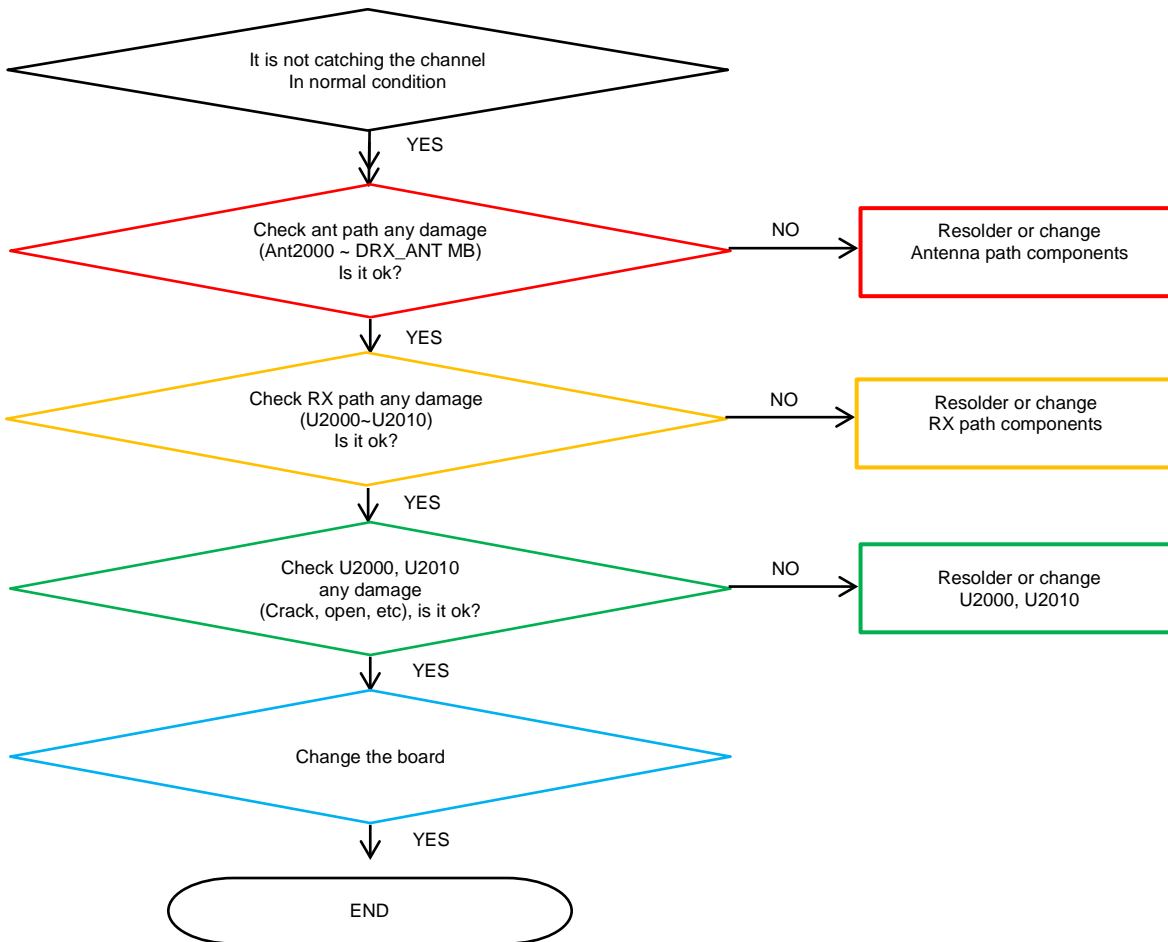 It is not catching the channel
In normal condition
YES
Check ant path any damage
(Ant2000 ~ DRX_ANT MB)
Is it ok?
NO
Resolder or change
Antenna path components
YES
Check RX path any damage
(U2000~U2010)
Is it ok?
NO
Resolder or change
RX path components
YES
Check U2000, U2010
any damage
(Crack, open, etc), is it ok?
NO
Resolder or change
U2000, U2010
YES
Change the board
YES
END